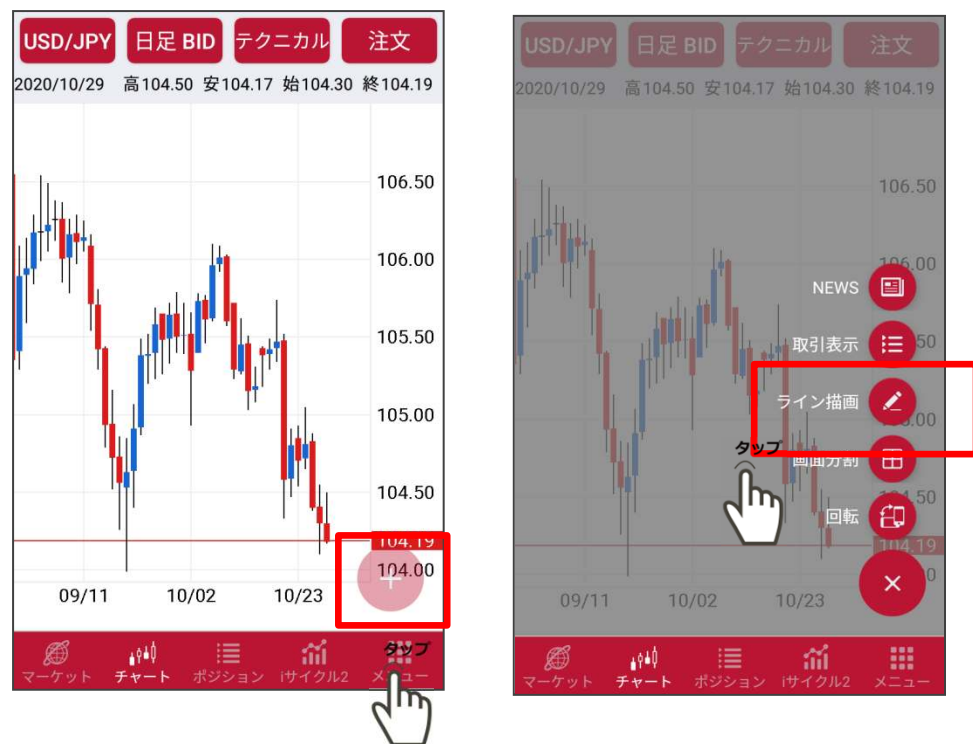 USD/JPY 日足 BID テクニカル 注文
2020/10/29 高104.50 安104.17 始104.30 終104.19
106.50
106.00
105.50
105.00
104.50
104.19
104.00
09/11 10/02 10/23
タップ
マーケット チャート ポジション iサイクル2 メニュー
USD/JPY 日足 BID テクニカル 注文
2020/10/29 高104.50 安104.17 始104.30 終104.19
106.50
106.00
NEWS
取引表示 50
ライン描画
タップ
画面分割
回転
104.19
09/11 10/02 10/23
マーケット チャート ポジション iサイクル2 メニュー